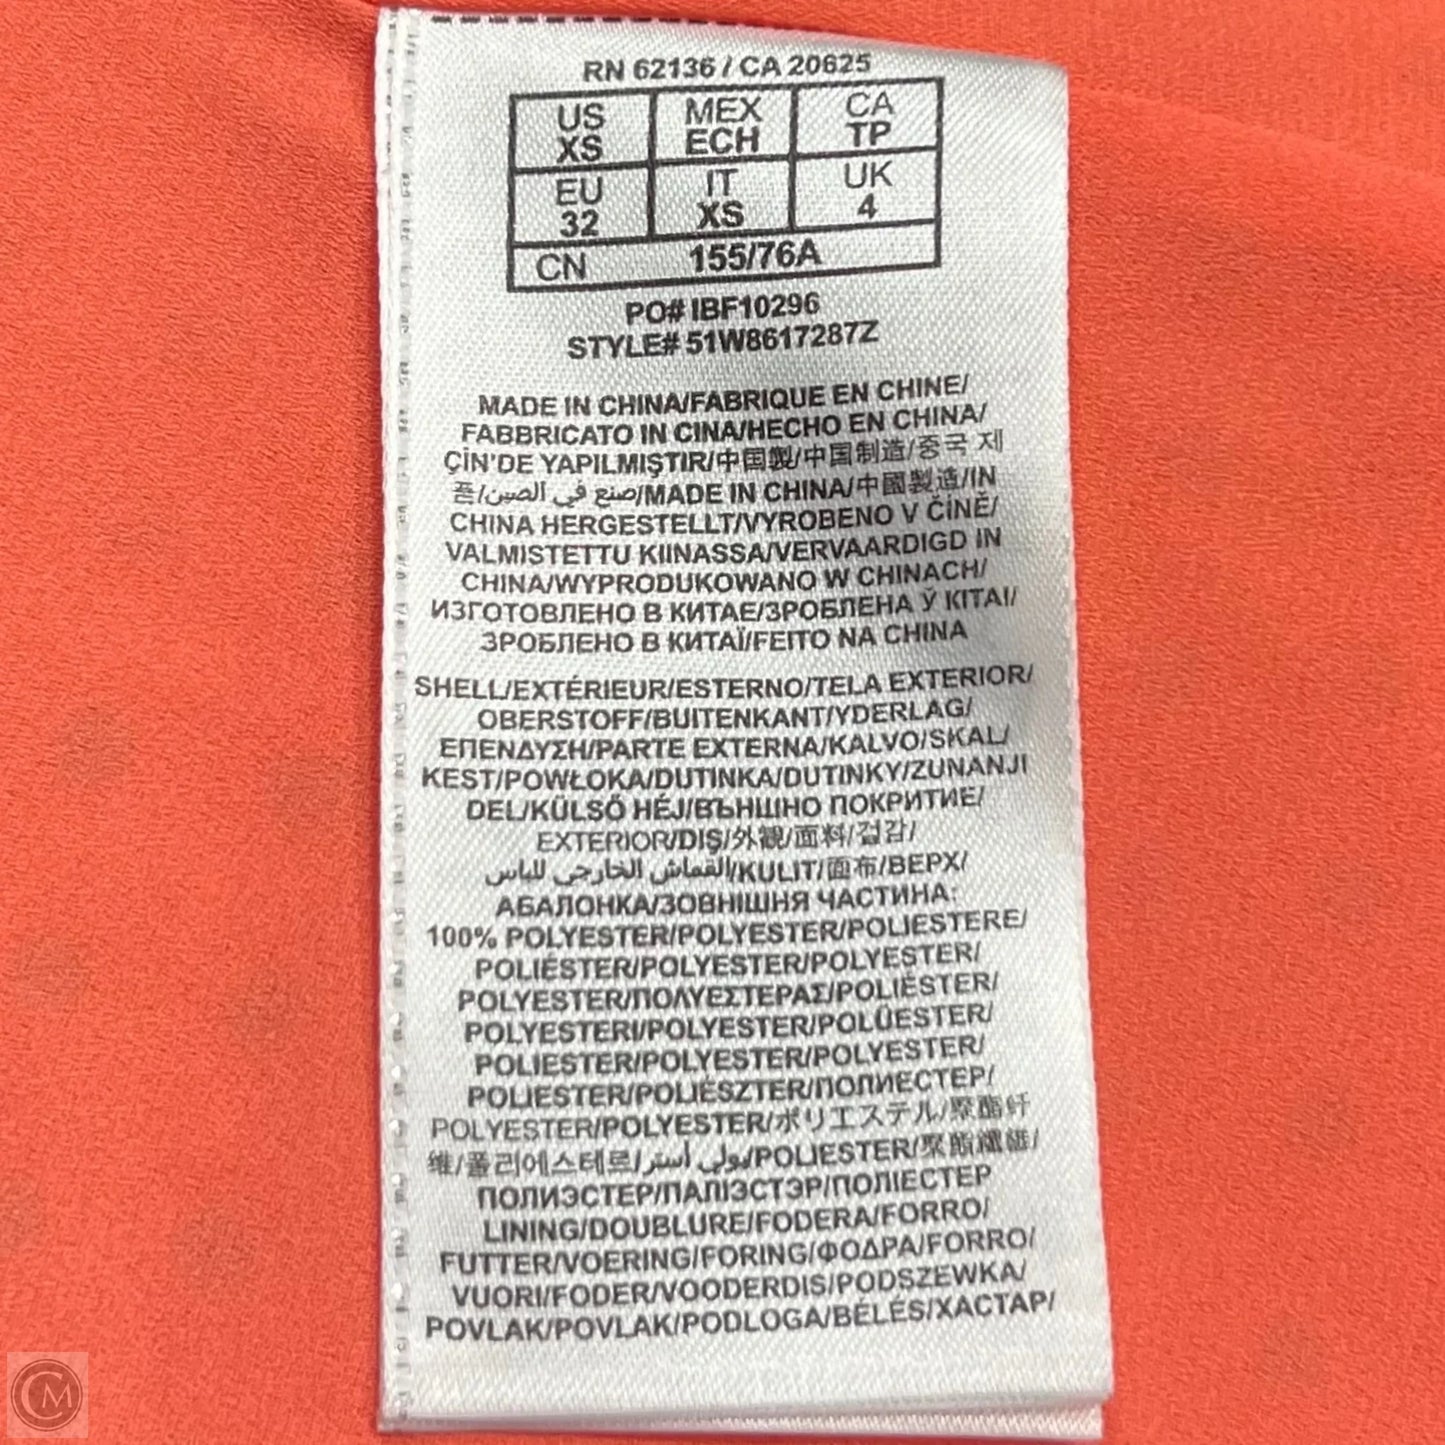 RN 62136 / CA 20625
US MEX CA
XS ECH TP
EU IT UK
32 XS 4
CN 155/76A
PO# IBF10296
STYLE# 51W8617287Z
MADE IN CHINA/FABRIQUE EN CHINE/
FABBRICATO IN CINA/HECHO EN CHINA/
ÇİN'DE YAPILMIŞTIR/中国製/中国制造/중국 제
품/صنع في الصين/MADE IN CHINA/中國製造/IN
CHINA HERGESTELLT/VYROBENO V ČÍNĚ/
VALMISTETTU KIINASSA/VERVAARDIGD IN
CHINA/WYPRODUKOWANO W CHINACH/
ИЗГОТОВЛЕНО В КИТАЕ/ЗРОБЛЕНА Ў КІТАІ/
ЗРОБЛЕНО В КИТАЇ/FEITO NA CHINA
SHELL/EXTÉRIEUR/ESTERNO/TELA EXTERIOR/
OBERSTOFF/BUITENKANT/YDERLAG/
ΕΠΕΝΔΥΣΗ/PARTE EXTERNA/KALVO/SKAL/
KEST/POWŁOKA/DUTINKA/DUTINKY/ZUNANJI
DEL/KÜLSŐ HÉJ/ВЪНШНО ПОКРИТИЕ/
EXTERIOR/DIŞ/外観/面料/겉감/
القماش الخارجي للباس/KULIT/面布/ВЕРХ/
АБАЛОНКА/ЗОВНІШНЯ ЧАСТИНА:
100% POLYESTER/POLYESTER/POLIESTERE/
POLIÉSTER/POLYESTER/POLYESTER/
POLYESTER/ΠΟΛΥΕΣΤΕΡΑΣ/POLIÉSTER/
POLYESTERI/POLYESTER/POLÜESTER/
POLIESTER/POLYESTER/POLYESTER/
POLIESTER/POLIÉSZTER/ПОЛИЕСТЕР/
POLYESTER/POLYESTER/ポリエステル/聚酯纤
维/폴리에스테르/بولي أستر/POLIESTER/聚酯纖維/
ПОЛИЭСТЕР/ПАЛІЭСТЭР/ПОЛІЕСТЕР
LINING/DOUBLURE/FODERA/FORRO/
FUTTER/VOERING/FORING/ΦΟΔΡΑ/FORRO/
VUORI/FODER/VOODERDIS/PODSZEWKA/
POVLAK/POVLAK/PODLOGA/BÉLÉS/ХАСТАР/
CM